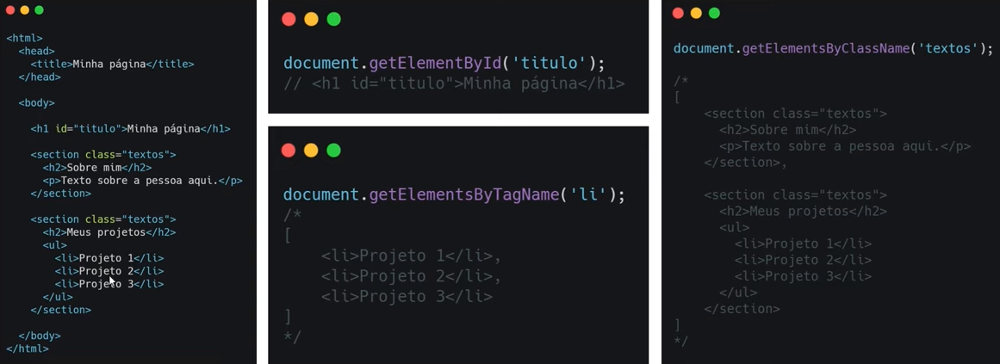 <html>
<head>
<title>Minha página</title>
</head>
<body>
<h1 id="titulo">Minha página</h1>
<section class="textos">
<h2>Sobre mim</h2>
<p>Texto sobre a pessoa aqui.</p>
</section>
<section class="textos">
<h2>Meus projetos</h2>
<ul>
<li>Projeto 1</li>
<li>Projeto 2</li>
<li>Projeto 3</li>
</ul>
</section>
</body>
</html>
document.getElementById('titulo');
// <h1 id="titulo">Minha página</h1>
document.getElementsByTagName('li');
/*
[
<li>Projeto 1</li>,
<li>Projeto 2</li>,
<li>Projeto 3</li>
]
*/
document.getElementsByClassName('textos');
/*
[
<section class="textos">
<h2>Sobre mim</h2>
<p>Texto sobre a pessoa aqui.</p>
</section>,
<section class="textos">
<h2>Meus projetos</h2>
<ul>
<li>Projeto 1</li>
<li>Projeto 2</li>
<li>Projeto 3</li>
</ul>
</section>
]
*/